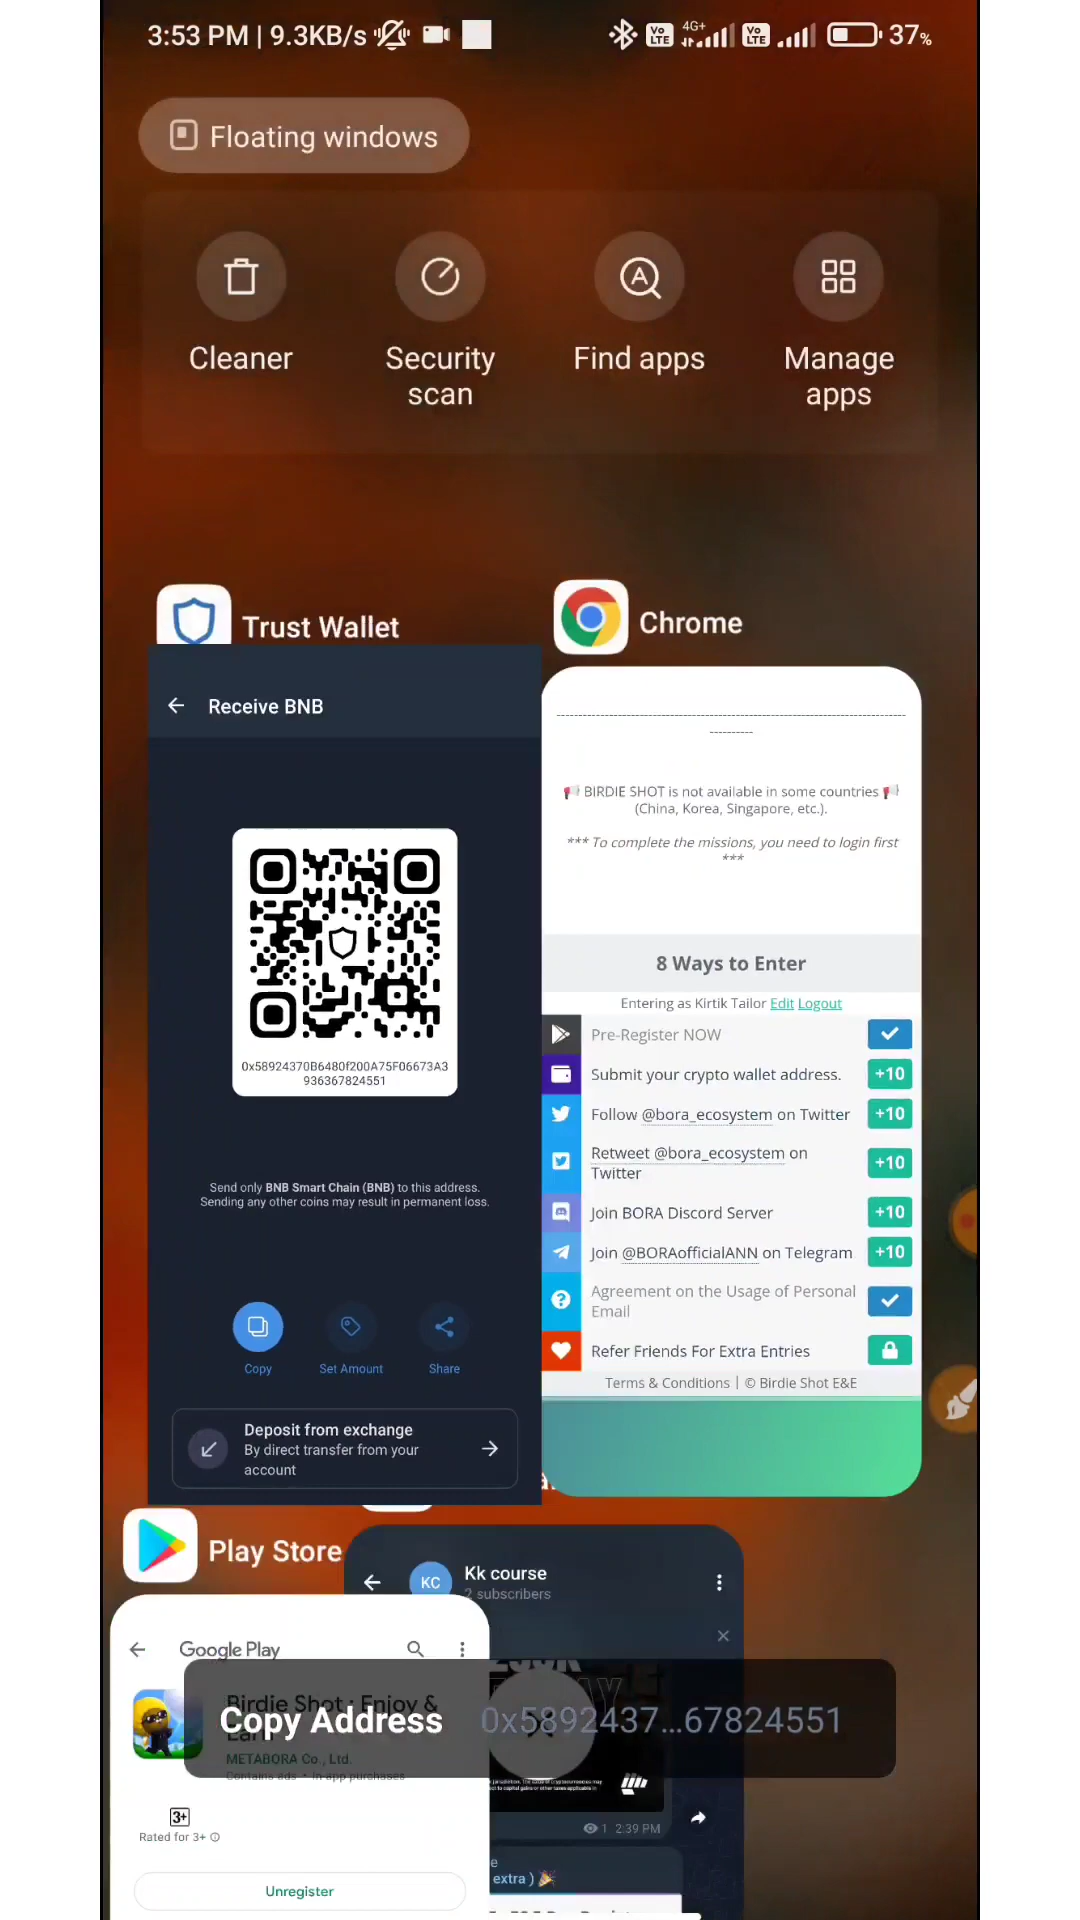 3:53 PM | 9.3KB/s
4G+
Vo LTE
Vo LTE
37%
Floating windows
Cleaner
Security scan
Find apps
Manage apps
Trust Wallet
Receive BNB
0x58924370B6480f200A75F06673A3
936367824551
Send only BNB Smart Chain (BNB) to this address.
Sending any other coins may result in permanent loss.
Copy
Set Amount
Share
Deposit from exchange
By direct transfer from your
account
Chrome
BIRDIE SHOT is not available in some countries
(China, Korea, Singapore, etc.).
*** To complete the missions, you need to login first
***
8 Ways to Enter
Entering as Kirtik Tailor Edit Logout
Pre-Register NOW
Submit your crypto wallet address. +10
Follow @bora_ecosystem on Twitter +10
Retweet @bora_ecosystem on
Twitter +10
Join BORA Discord Server +10
Join @BORAofficialANN on Telegram +10
Agreement on the Usage of Personal
Email
Refer Friends For Extra Entries
Terms & Conditions | © Birdie Shot E&E
Play Store
KC
Kk course
2 subscribers
Google Play
Birdie Shot : Enjoy &
Earn
METABORA Co., Ltd.
Contains ads • In-app purchases
Copy Address 0x5892437...67824551
3+
Rated for 3+
Unregister
1 2:39 PM
extra )